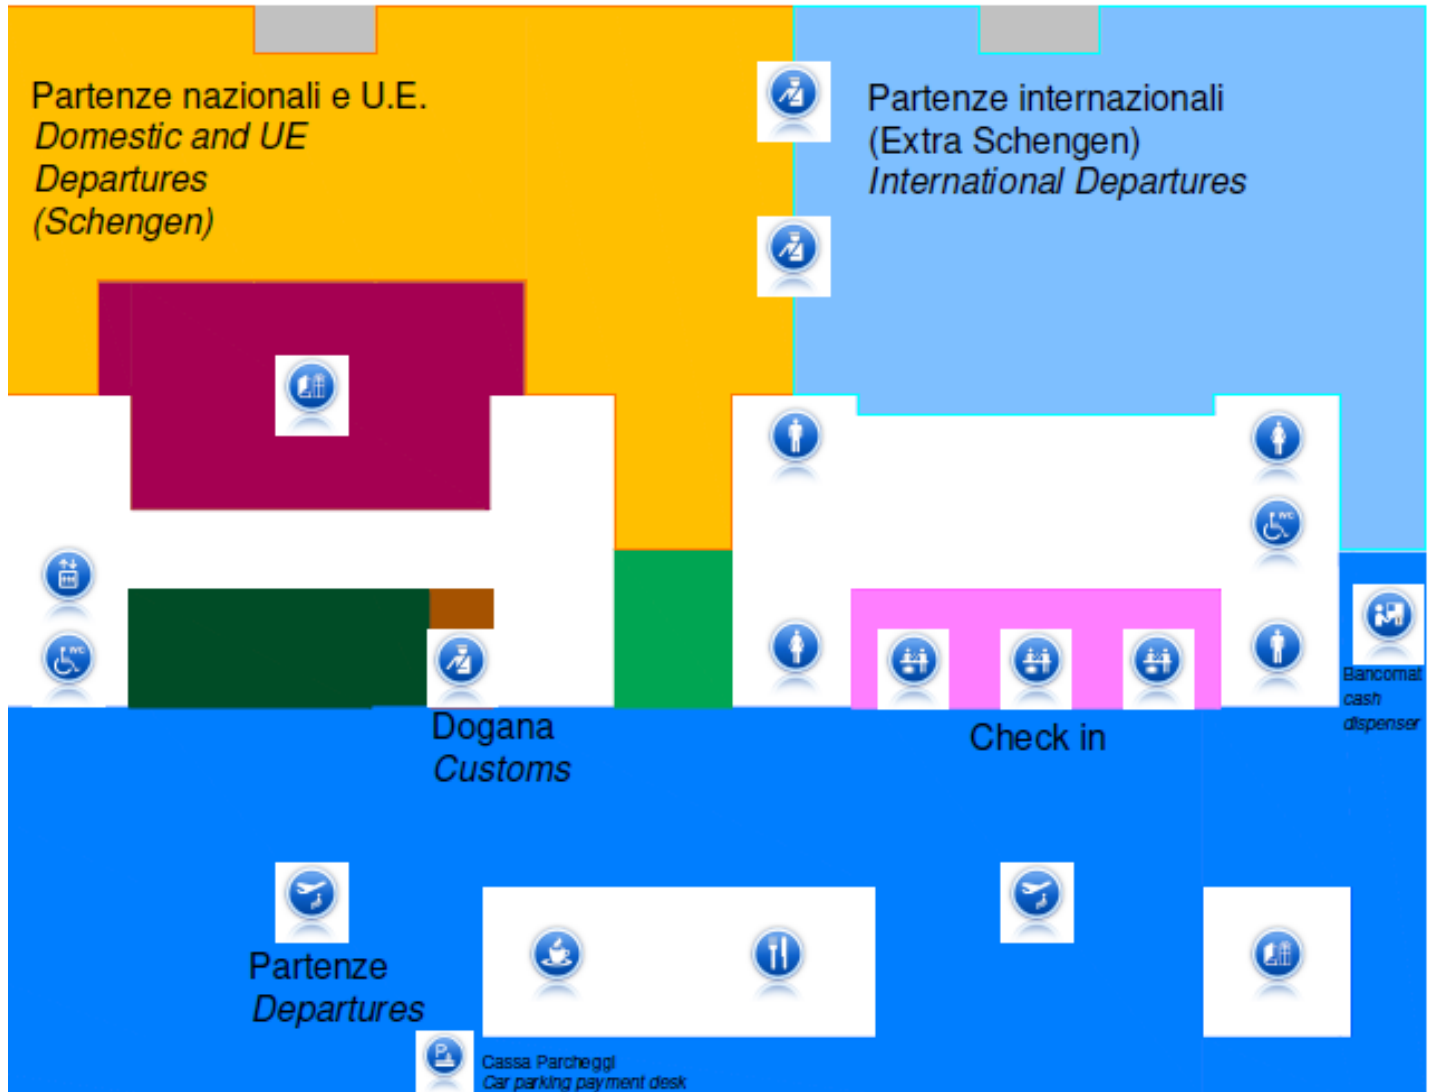 Partenze nazionali e U.E.
Domestic and UE
Departures
(Schengen)
Partenze internazionali
(Extra Schengen)
International Departures
Bancomat
cash
dispenser
Dogana
Customs
Check in
Partenze
Departures
Cassa Parcheggi
Car parking payment desk